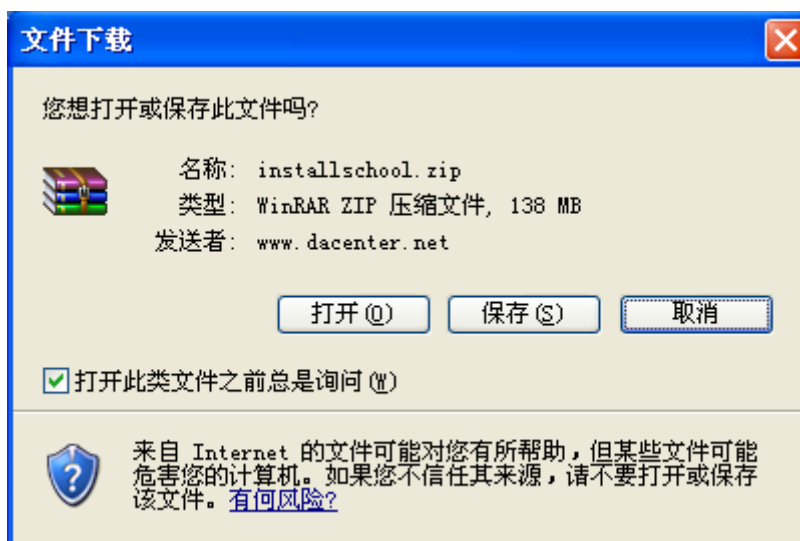 文件下载
您想打开或保存此文件吗?
名称: installschool.zip
类型: WinRAR ZIP 压缩文件, 138 MB
发送者: www.dacenter.net
打开(O) 保存(S) 取消
打开此类文件之前总是询问(W)
来自 Internet 的文件可能对您有所帮助，但某些文件可能
危害您的计算机。如果您不信任其来源，请不要打开或保存
该文件。有何风险?